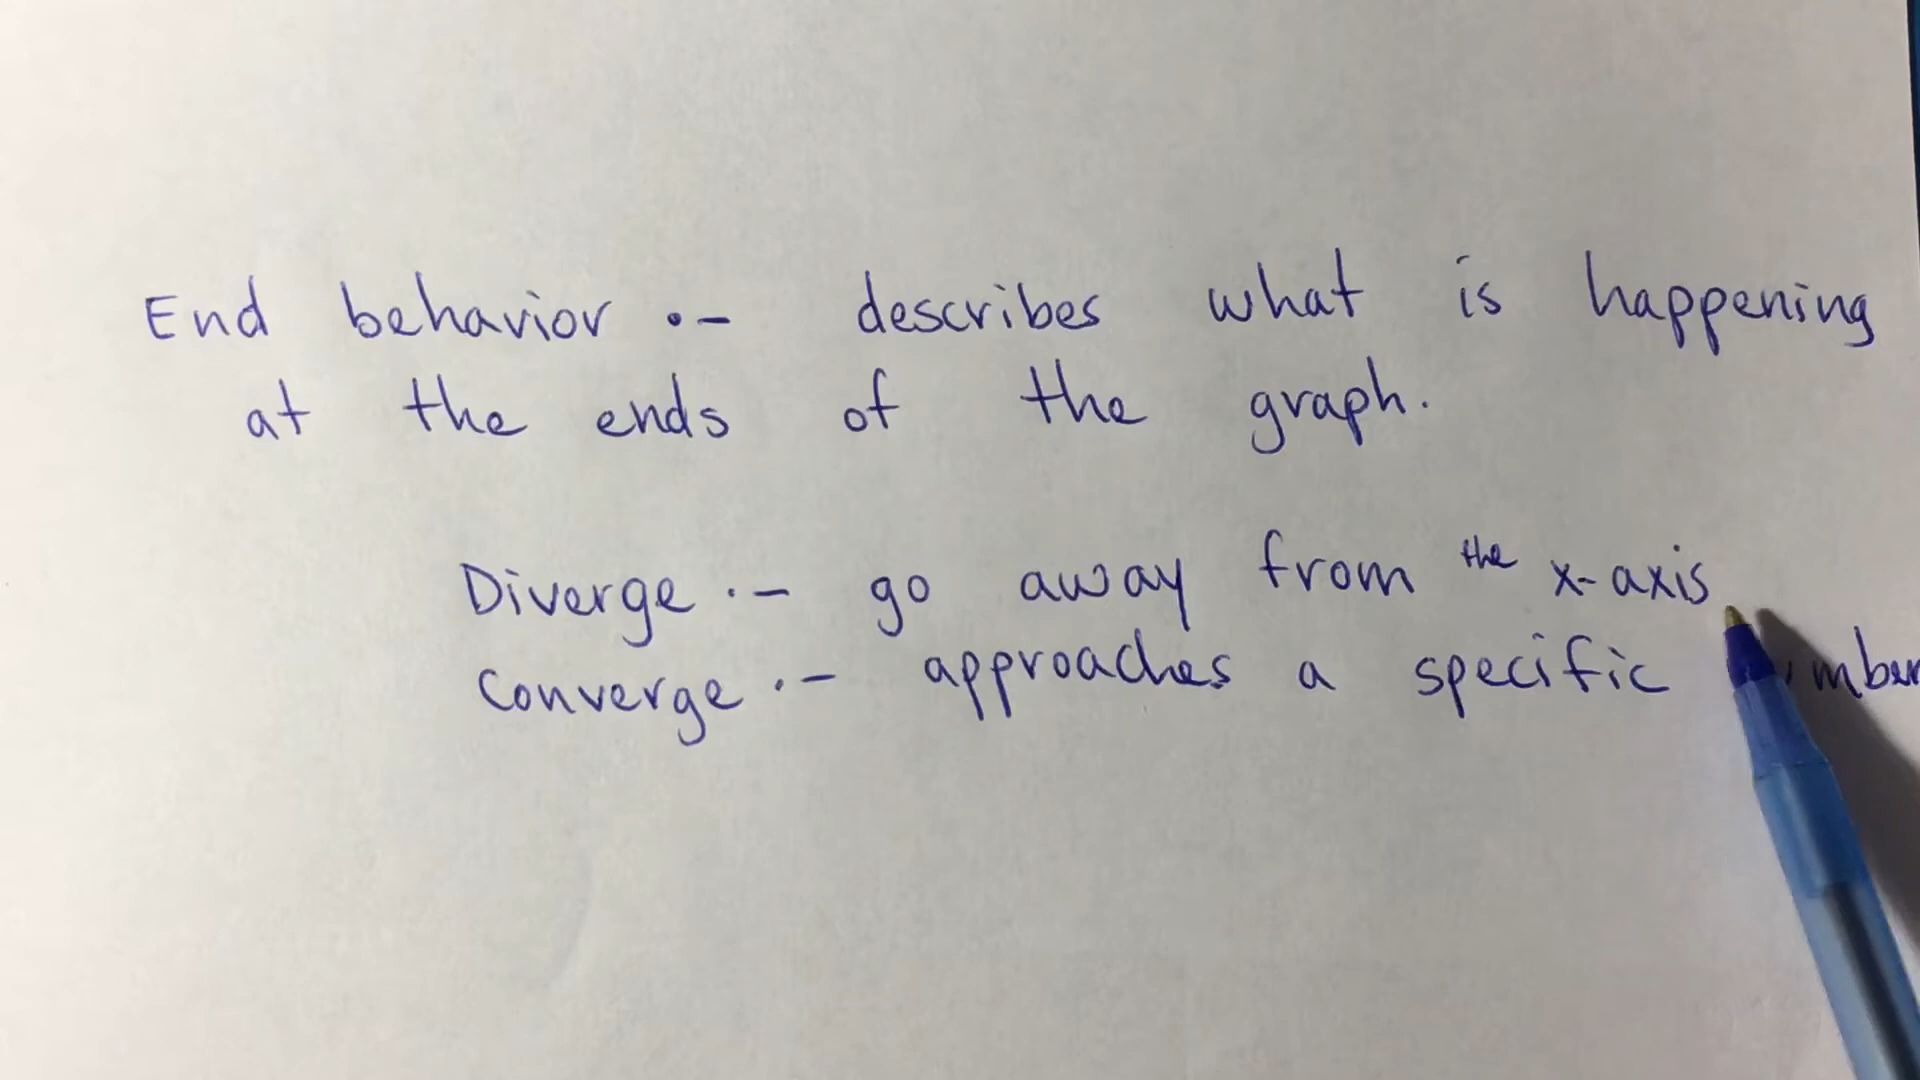 End behavior :- describes what is happening
at the ends of the graph.
Diverge :- go away from the x-axis
Converge :- approaches a specific